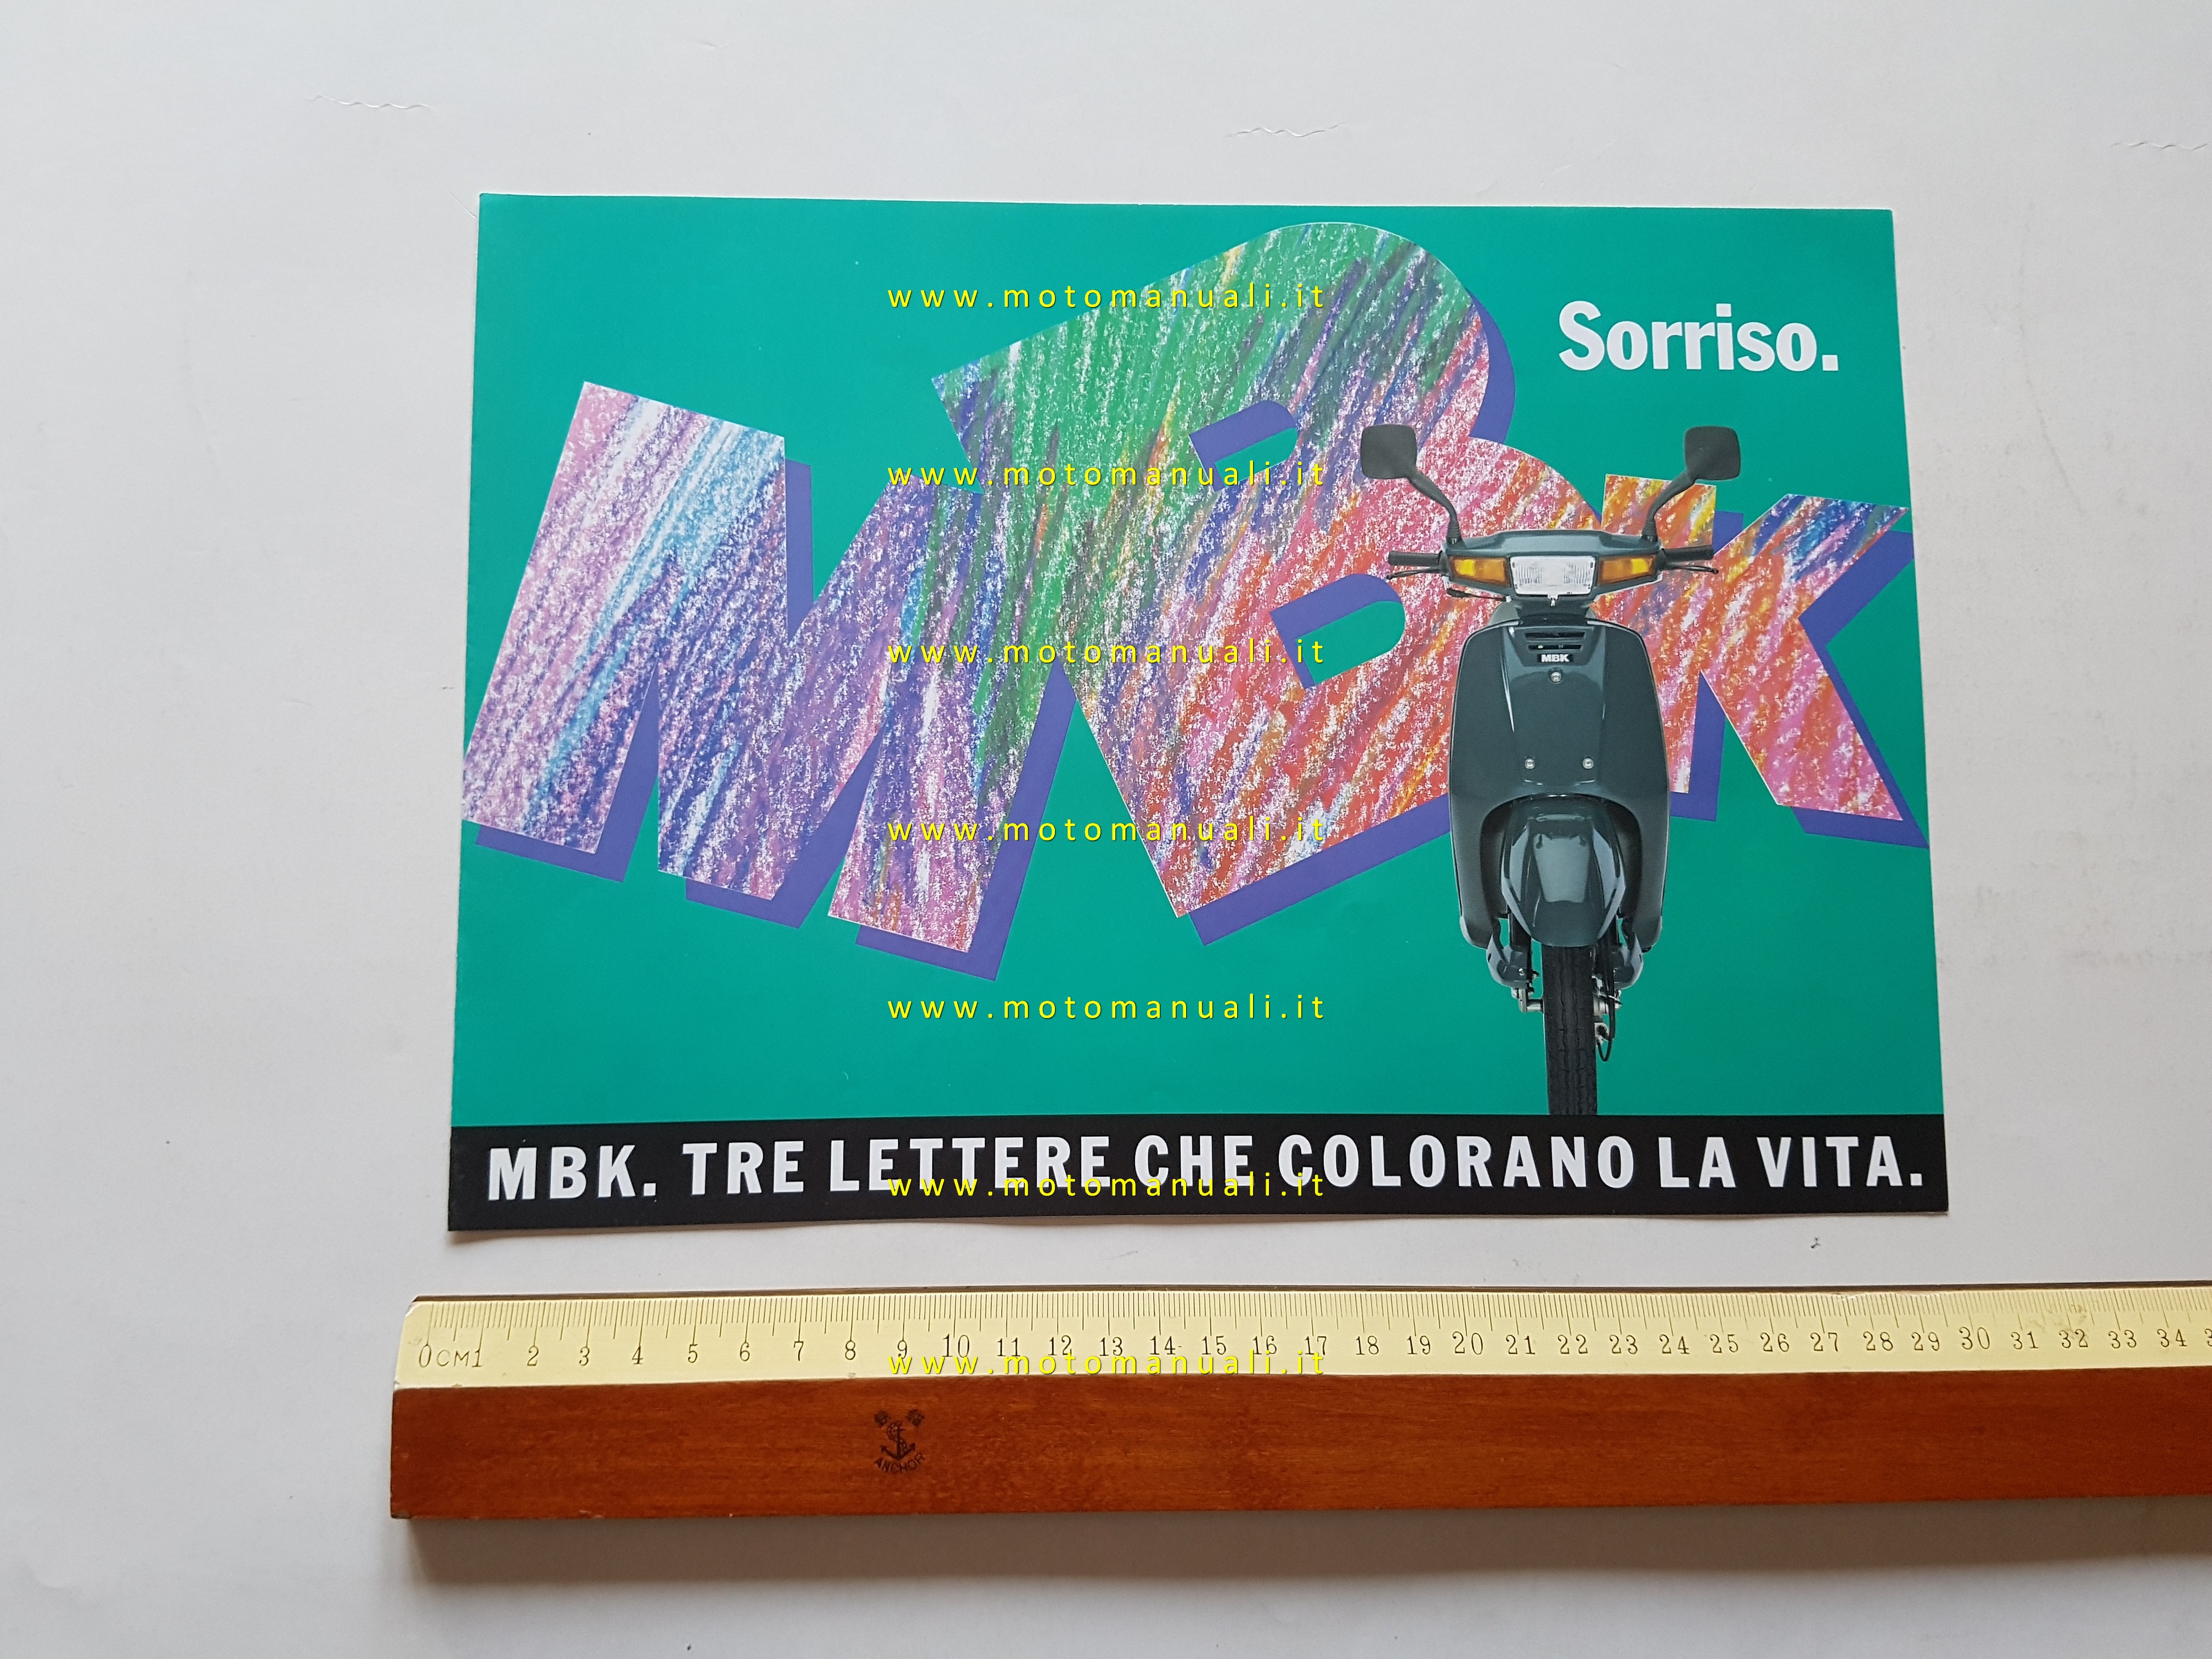 www.motomanuali.it
Sorriso.
MBK
www.motomanuali.it
www.motomanuali.it
MBK
www.motomanuali.it
www.motomanuali.it
MBK. TRE LETTERE CHE COLORANO LA VITA.
www.motomanuali.it
0CM1 2 3 4 5 6 7 8 9 10 11 12 13 14 15 16 17 18 19 20 21 22 23 24 25 26 27 28 29 30 31 32 33 34
www.motomanuali.it
ANCHOR